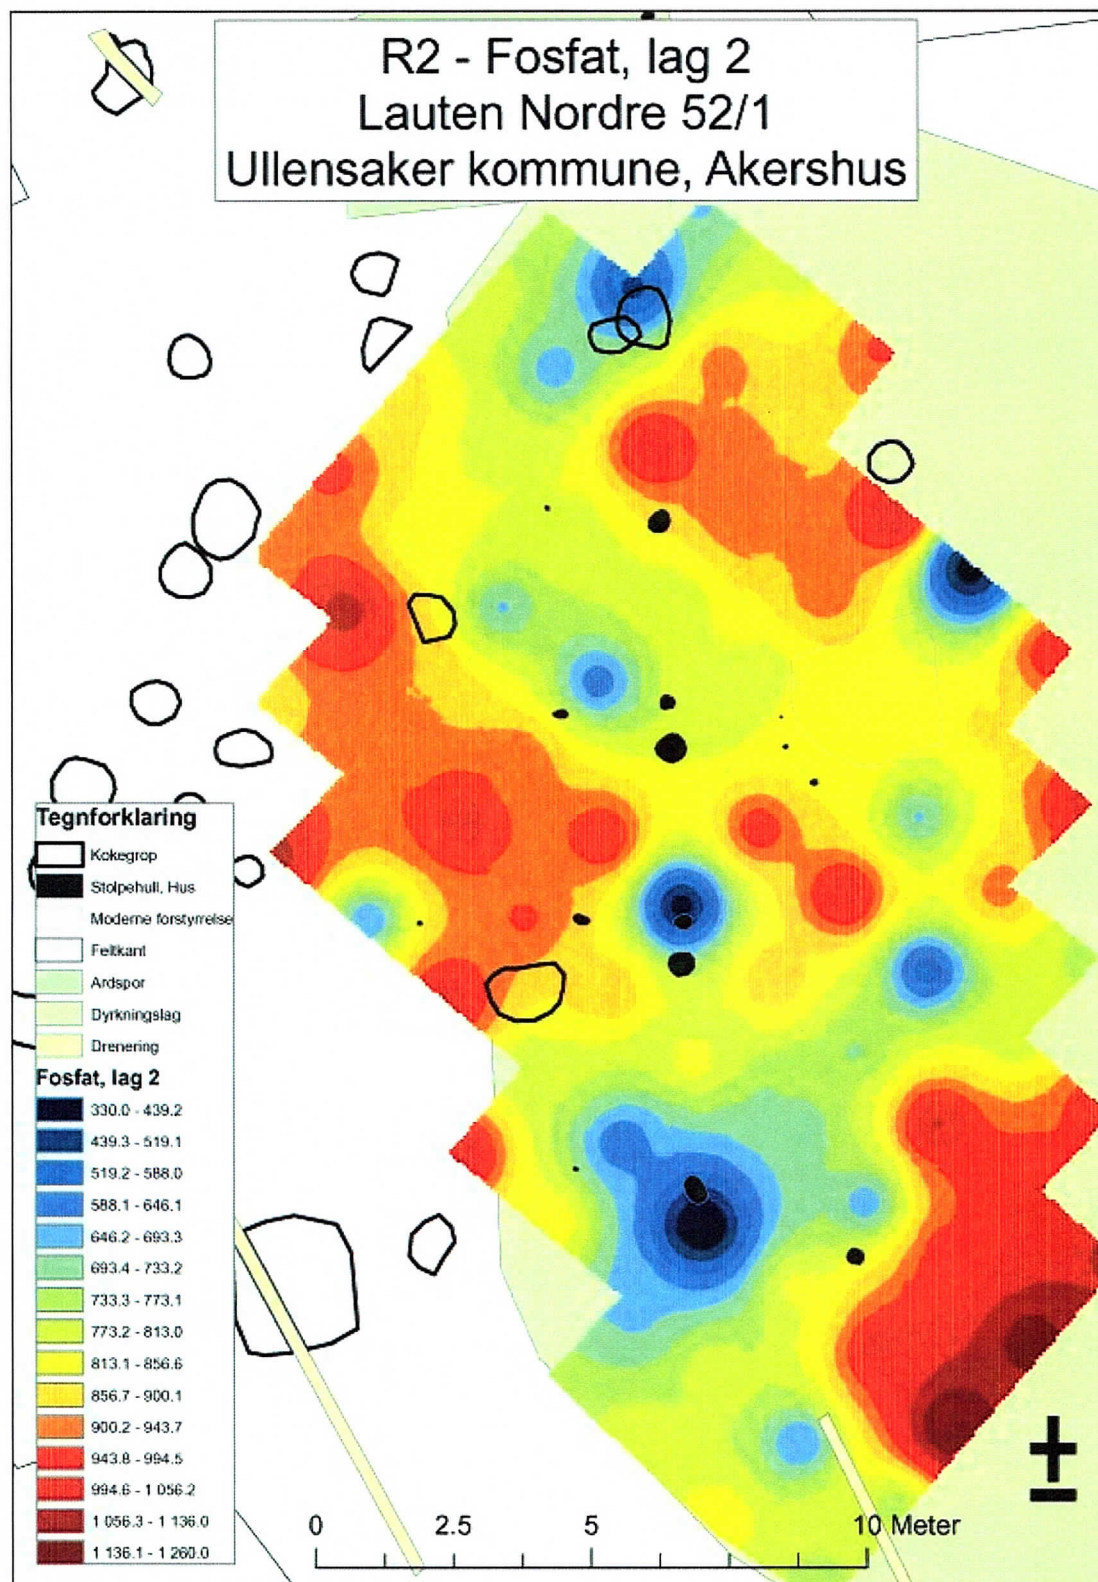 R2 - Fosfat, lag 2
Lauten Nordre 52/1
Ullensaker kommune, Akershus
Tegnforklaring
Kokegrop
Stolpehull, Hus
Moderne forstyrrelse
Feltkant
Ardspor
Dyrkningslag
Drenering
Fosfat, lag 2
330.0 - 439.2
439.3 - 519.1
519.2 - 588.0
588.1 - 646.1
646.2 - 693.3
693.4 - 733.2
733.3 - 773.1
773.2 - 813.0
813.1 - 856.6
856.7 - 900.1
900.2 - 943.7
943.8 - 994.5
994.6 - 1 056.2
1 056.3 - 1 136.0
1 136.1 - 1 260.0
0 2.5 5 10 Meter